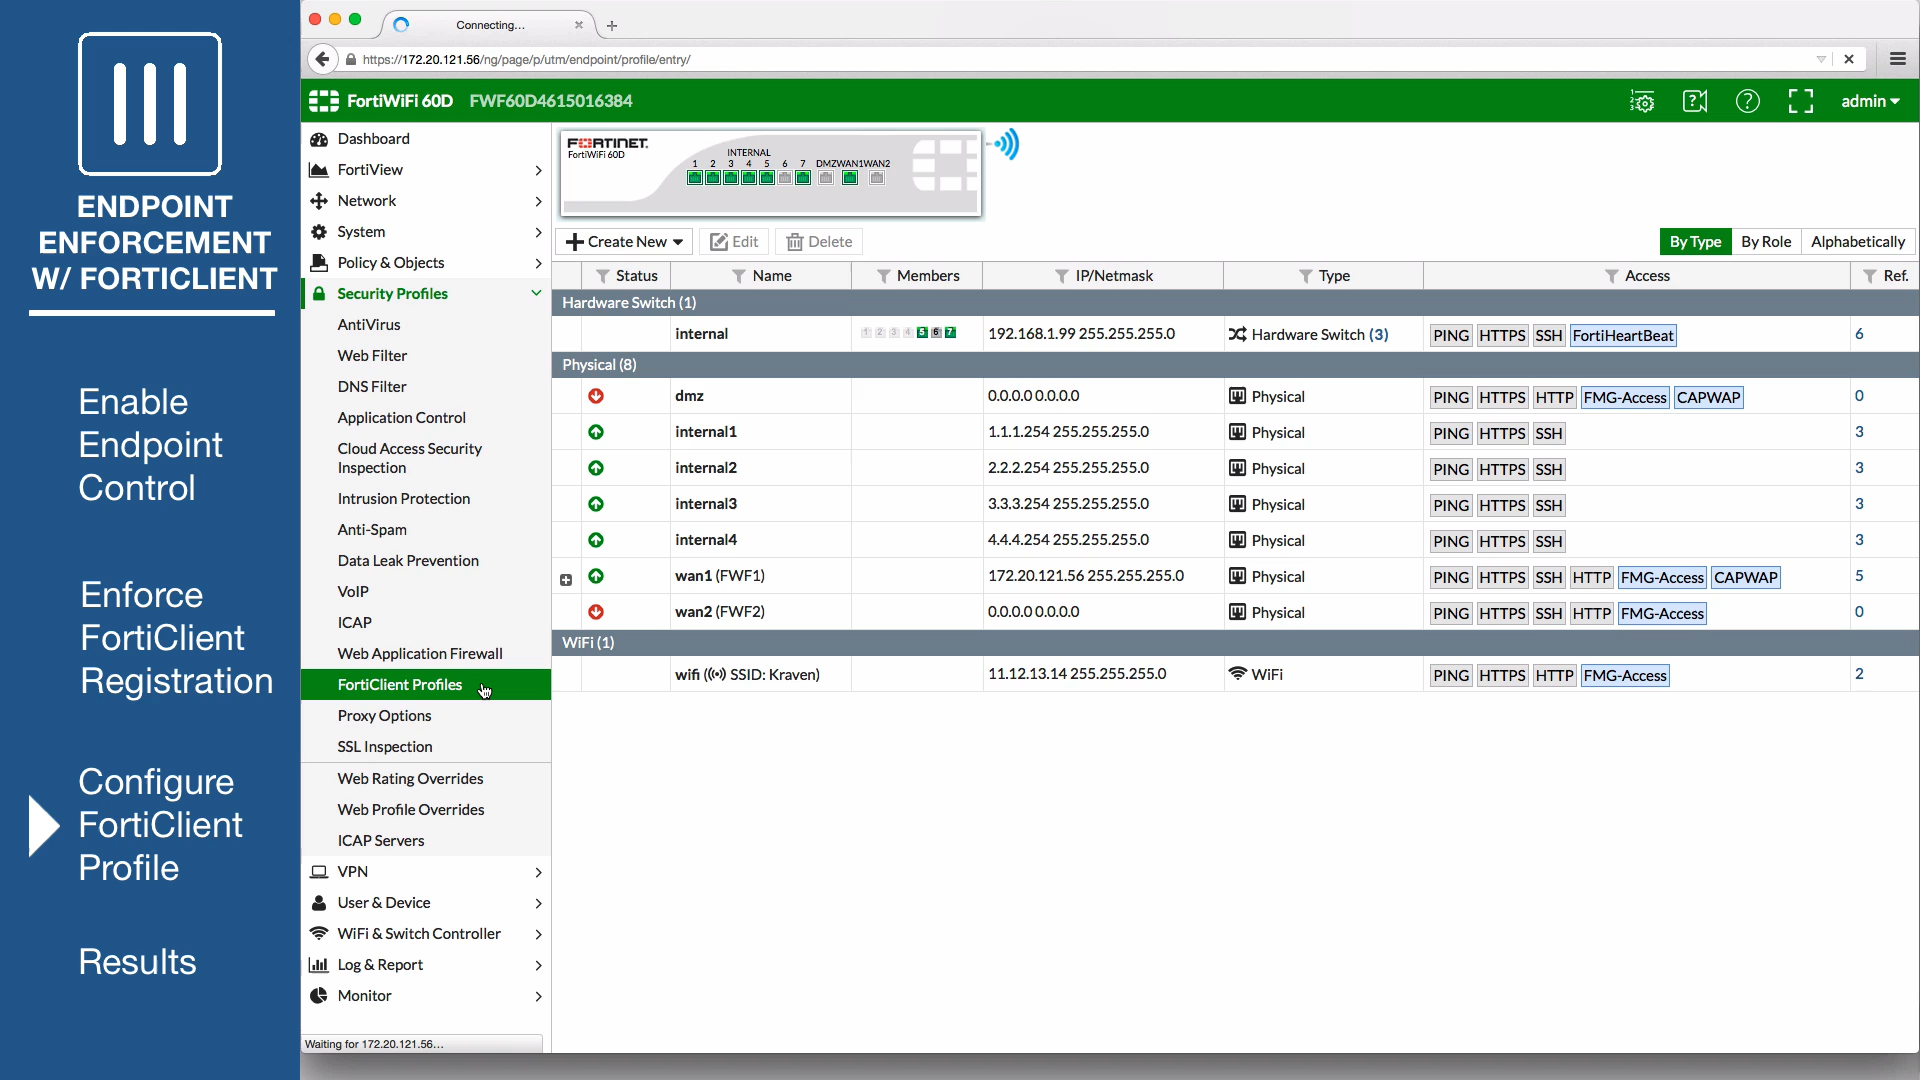 ENDPOINT
ENFORCEMENT
W/ FORTICLIENT
Enable
Endpoint
Control
Enforce
FortiClient
Registration
Configure
FortiClient
Profile
Results
Connecting...
https://172.20.121.56/ng/page/p/utm/endpoint/profile/entry/
FortiWiFi 60D FWF60D4615016384
admin
Dashboard
FortiView
Network
System
Policy & Objects
Security Profiles
AntiVirus
Web Filter
DNS Filter
Application Control
Cloud Access Security
Inspection
Intrusion Protection
Anti-Spam
Data Leak Prevention
VoIP
ICAP
Web Application Firewall
FortiClient Profiles
Proxy Options
SSL Inspection
Web Rating Overrides
Web Profile Overrides
ICAP Servers
VPN
User & Device
WiFi & Switch Controller
Log & Report
Monitor
Waiting for 172.20.121.56...
FORTINET
FortiWiFi 60D
INTERNAL
1 2 3 4 5 6 7 DMZ WAN1 WAN2
Create New Edit Delete
By Type By Role Alphabetically
Status Name Members IP/Netmask Type Access Ref.
Hardware Switch (1)
internal 1 2 3 4 5 6 7 192.168.1.99 255.255.255.0 Hardware Switch (3) PING HTTPS SSH FortiHeartBeat 6
Physical (8)
dmz 0.0.0.0 0.0.0.0 Physical PING HTTPS HTTP FMG-Access CAPWAP 0
internal1 1.1.1.254 255.255.255.0 Physical PING HTTPS SSH 3
internal2 2.2.2.254 255.255.255.0 Physical PING HTTPS SSH 3
internal3 3.3.3.254 255.255.255.0 Physical PING HTTPS SSH 3
internal4 4.4.4.254 255.255.255.0 Physical PING HTTPS SSH 3
wan1 (FWF1) 172.20.121.56 255.255.255.0 Physical PING HTTPS SSH HTTP FMG-Access CAPWAP 5
wan2 (FWF2) 0.0.0.0 0.0.0.0 Physical PING HTTPS SSH HTTP FMG-Access 0
WiFi (1)
wifi (SSID: Kraven) 11.12.13.14 255.255.255.0 WiFi PING HTTPS HTTP FMG-Access 2